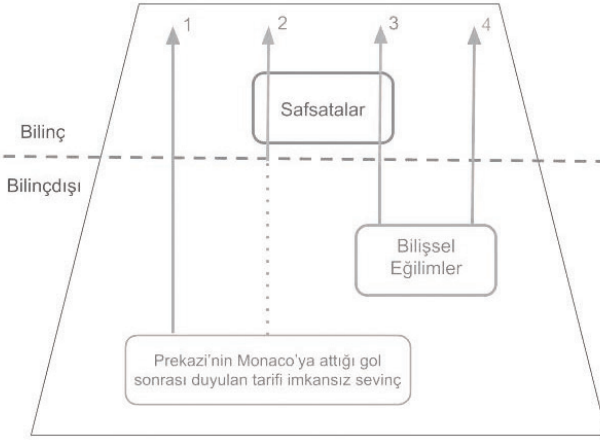 1 2 3 4
Safsatalar
Bilinç
Bilinçdışı
Bilişsel
Eğilimler
Prekazi'nin Monaco'ya attığı gol
sonrası duyulan tarifi imkansız sevinç